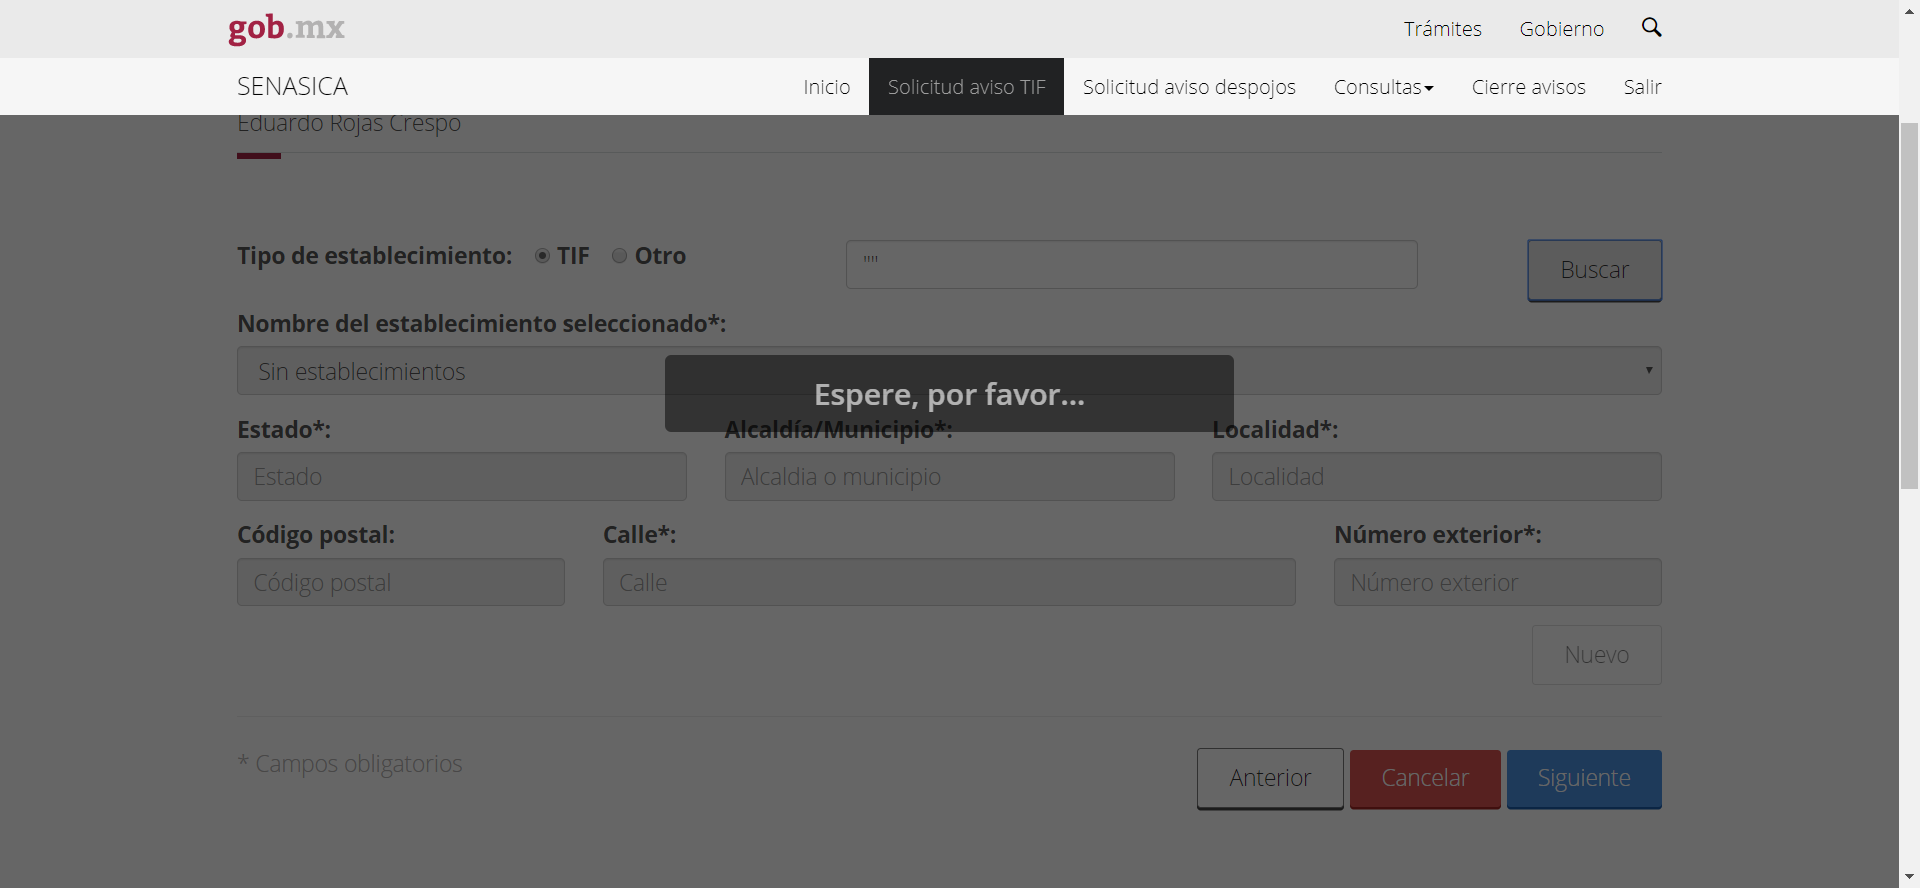 gob.mx
Trámites Gobierno
SENASICA
Inicio Solicitud aviso TIF Solicitud aviso despojos Consultas Cierre avisos Salir
Eduardo Rojas Crespo
Tipo de establecimiento: TIF Otro "" Buscar
Nombre del establecimiento seleccionado*:
Sin establecimientos
Espere, por favor...
Estado*: Alcaldía/Municipio*: Localidad*:
Estado Alcaldia o municipio Localidad
Código postal: Calle*: Número exterior*:
Código postal Calle Número exterior
Nuevo
* Campos obligatorios
Anterior Cancelar Siguiente